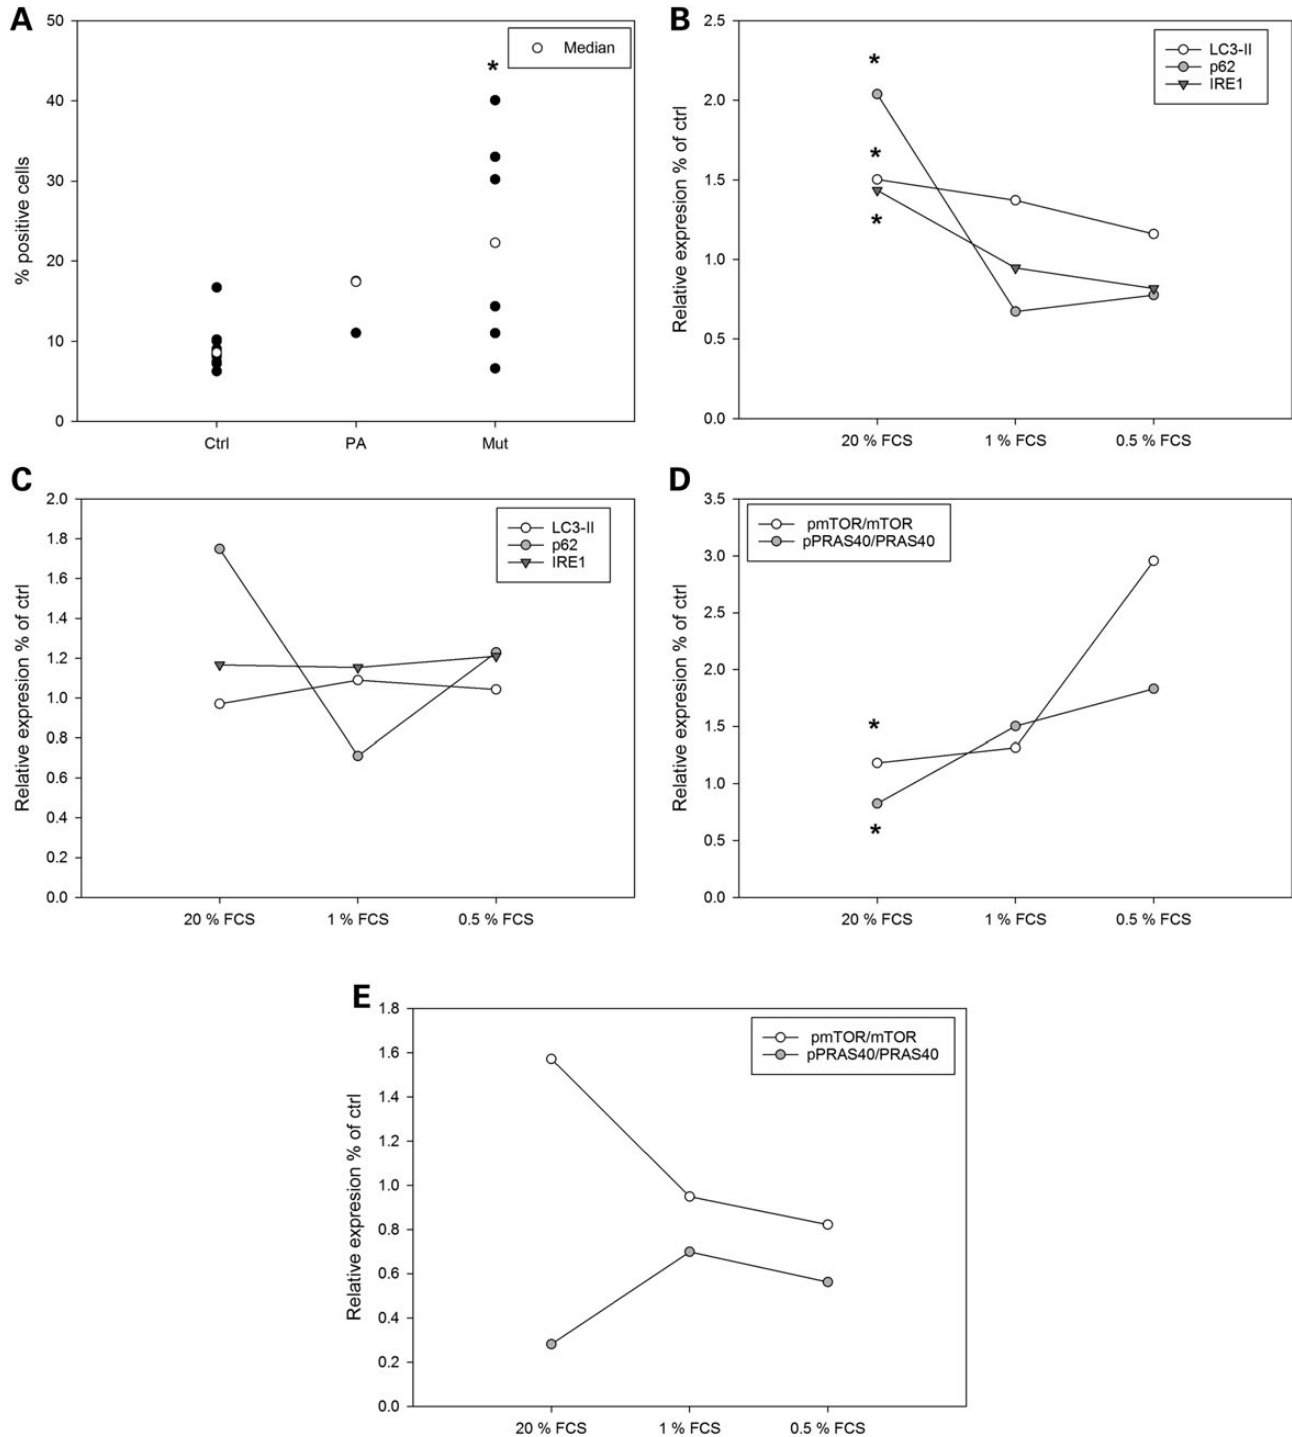 A
50
40
30
20
10
0
% positive cells
Median
*
Ctrl PA Mut
B
2.5
2.0
1.5
1.0
0.5
0.0
Relative expresion % of ctrl
LC3-II
p62
IRE1
*
*
*
20 % FCS 1 % FCS 0.5 % FCS
C
2.0
1.8
1.6
1.4
1.2
1.0
0.8
0.6
0.4
0.2
0.0
Relative expresion % of ctrl
LC3-II
p62
IRE1
20 % FCS 1 % FCS 0.5 % FCS
D
3.5
3.0
2.5
2.0
1.5
1.0
0.5
0.0
Relative expresion % of ctrl
pmTOR/mTOR
pPRAS40/PRAS40
*
*
20 % FCS 1 % FCS 0.5 % FCS
E
1.8
1.6
1.4
1.2
1.0
0.8
0.6
0.4
0.2
0.0
Relative expresion % of ctrl
pmTOR/mTOR
pPRAS40/PRAS40
20 % FCS 1 % FCS 0.5 % FCS